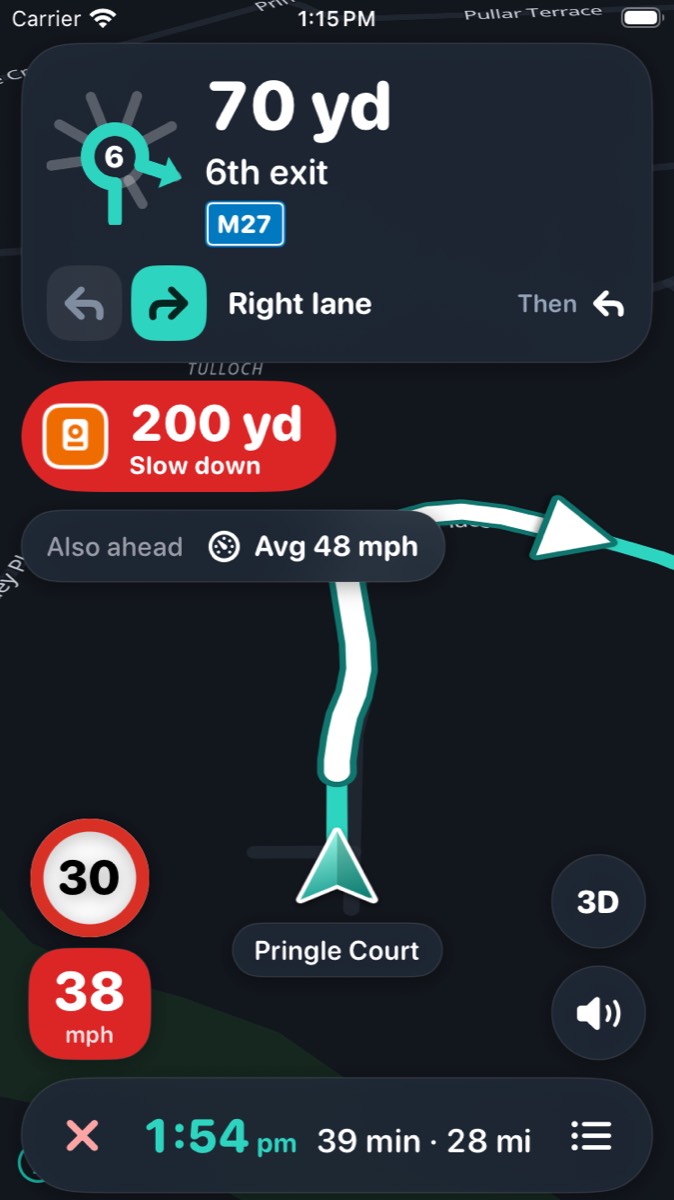 Carrier 1:15 PM
Pullar Terrace
70 yd
6
6th exit
M27
Right lane
Then
TULLOCH
200 yd
Slow down
Also ahead Avg 48 mph
30
3D
Pringle Court
38
mph
1:54 pm 39 min · 28 mi